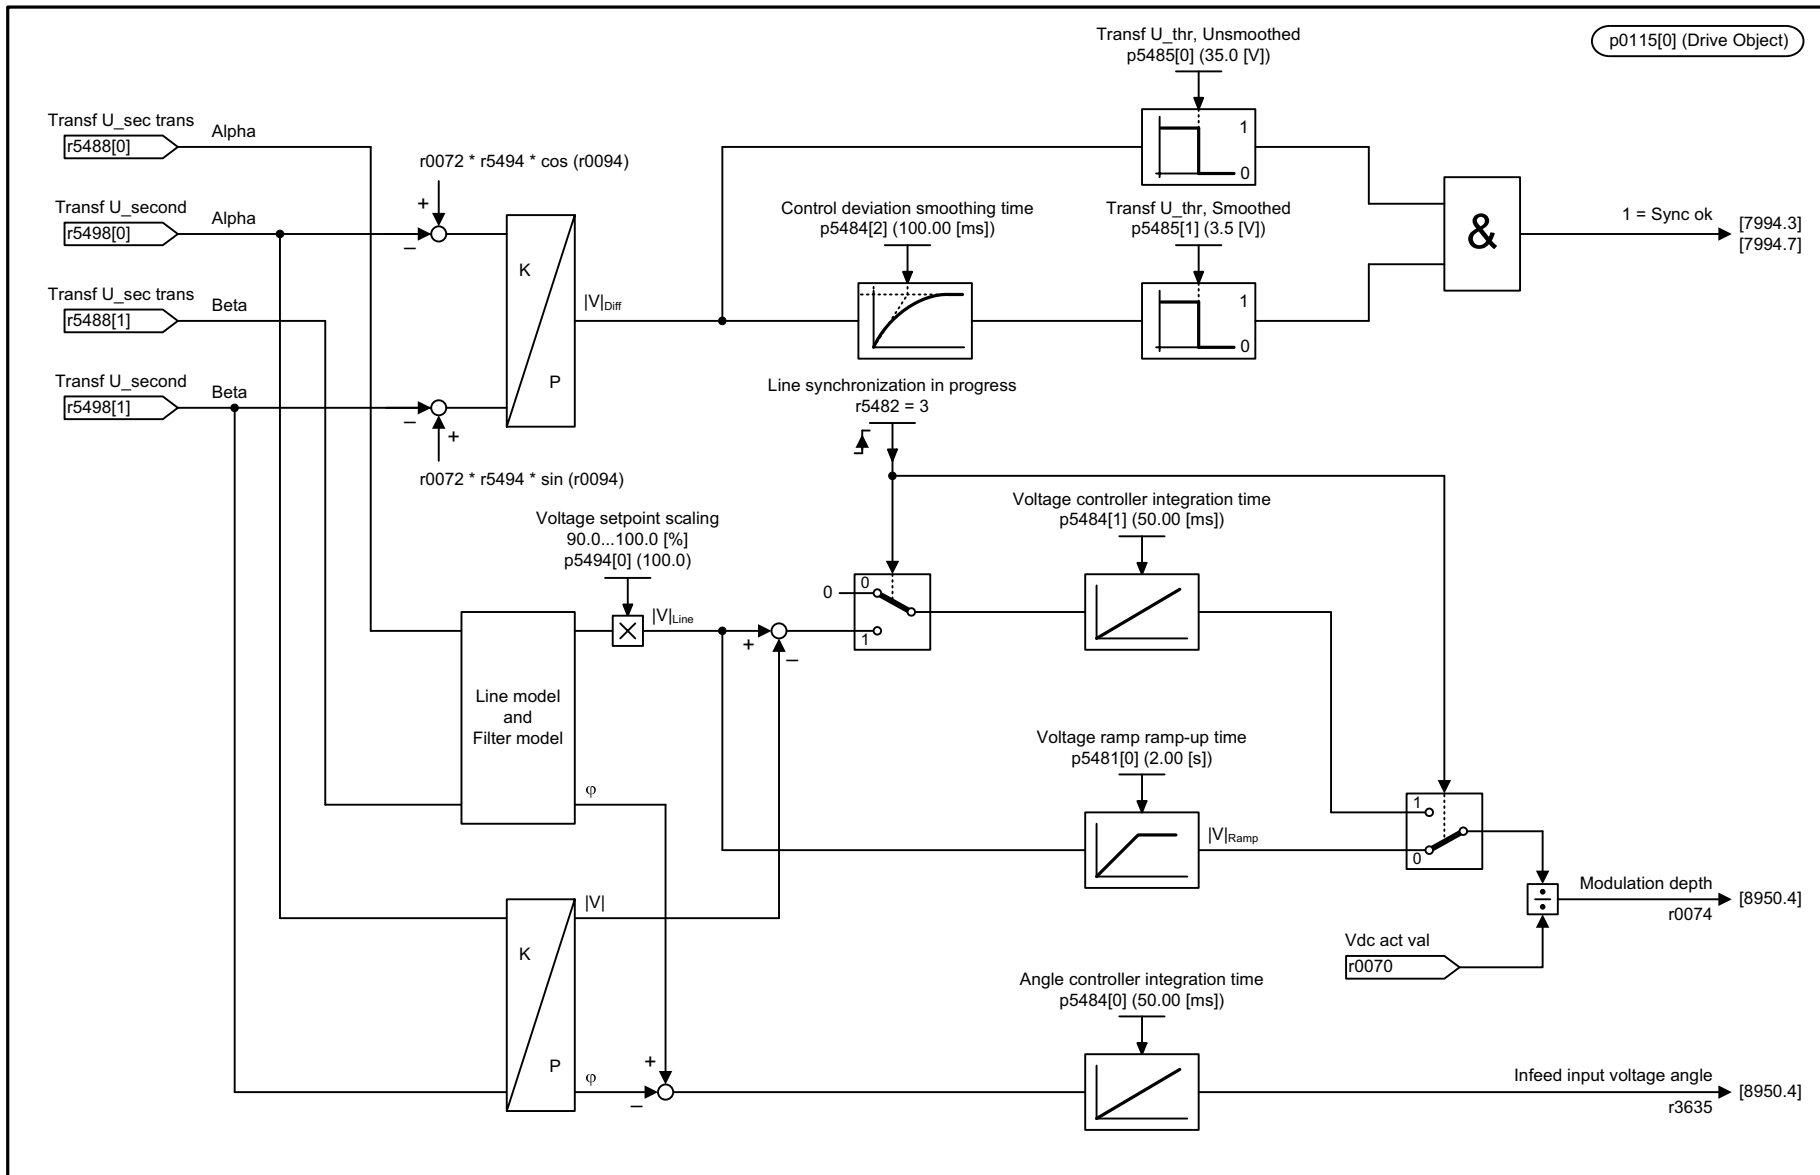 Transf U_thr, Unsmoothed
p5485[0] (35.0 [V])
p0115[0] (Drive Object)
Transf U_sec trans
r5488[0]
Alpha
1
0
r0072 * r5494 * cos (r0094)
+
–
Transf U_second
r5498[0]
Alpha
Control deviation smoothing time
p5484[2] (100.00 [ms])
Transf U_thr, Smoothed
p5485[1] (3.5 [V])
&
1 = Sync ok
[7994.3]
[7994.7]
K
P
|V|Diff
Transf U_sec trans
r5488[1]
Beta
1
0
Transf U_second
r5498[1]
Beta
–
+
r0072 * r5494 * sin (r0094)
Line synchronization in progress
r5482 = 3
Voltage setpoint scaling
90.0...100.0 [%]
p5494[0] (100.0)
Voltage controller integration time
p5484[1] (50.00 [ms])
0
0
1
|V|Line
+
–
Line model
and
Filter model
φ
Voltage ramp ramp-up time
p5481[0] (2.00 [s])
|V|Ramp
1
0
K
P
|V|
φ
+
–
Modulation depth
r0074
[8950.4]
Vdc act val
r0070
Angle controller integration time
p5484[0] (50.00 [ms])
Infeed input voltage angle
r3635
[8950.4]